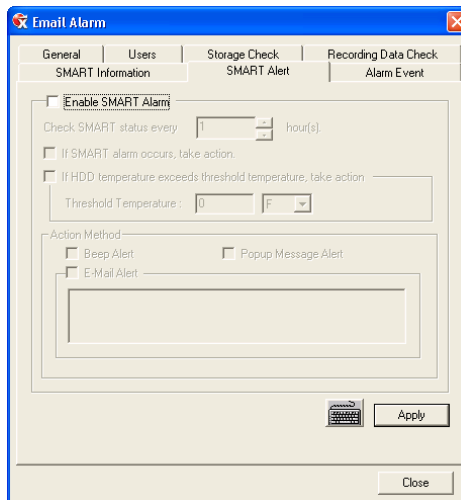 Email Alarm
General Users Storage Check Recording Data Check
SMART Information SMART Alert Alarm Event
Enable SMART Alarm
Check SMART status every 1 hour(s).
If SMART alarm occurs, take action.
If HDD temperature exceeds threshold temperature, take action
Threshold Temperature : 0 F
Action Method
Beep Alert Popup Message Alert
E-Mail Alert
Apply
Close